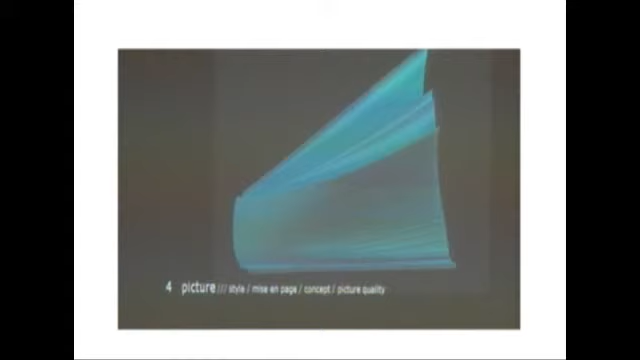 4 picture /// style / mise en page / concept / picture quality